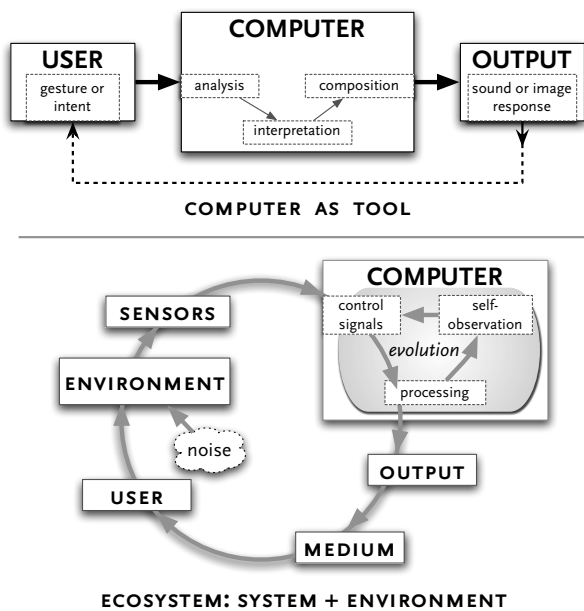 USER
gesture or
intent
COMPUTER
analysis
composition
interpretation
OUTPUT
sound or image
response
COMPUTER AS TOOL
COMPUTER
control
signals
self-
observation
evolution
processing
SENSORS
ENVIRONMENT
noise
USER
OUTPUT
MEDIUM
ECOSYSTEM: SYSTEM + ENVIRONMENT